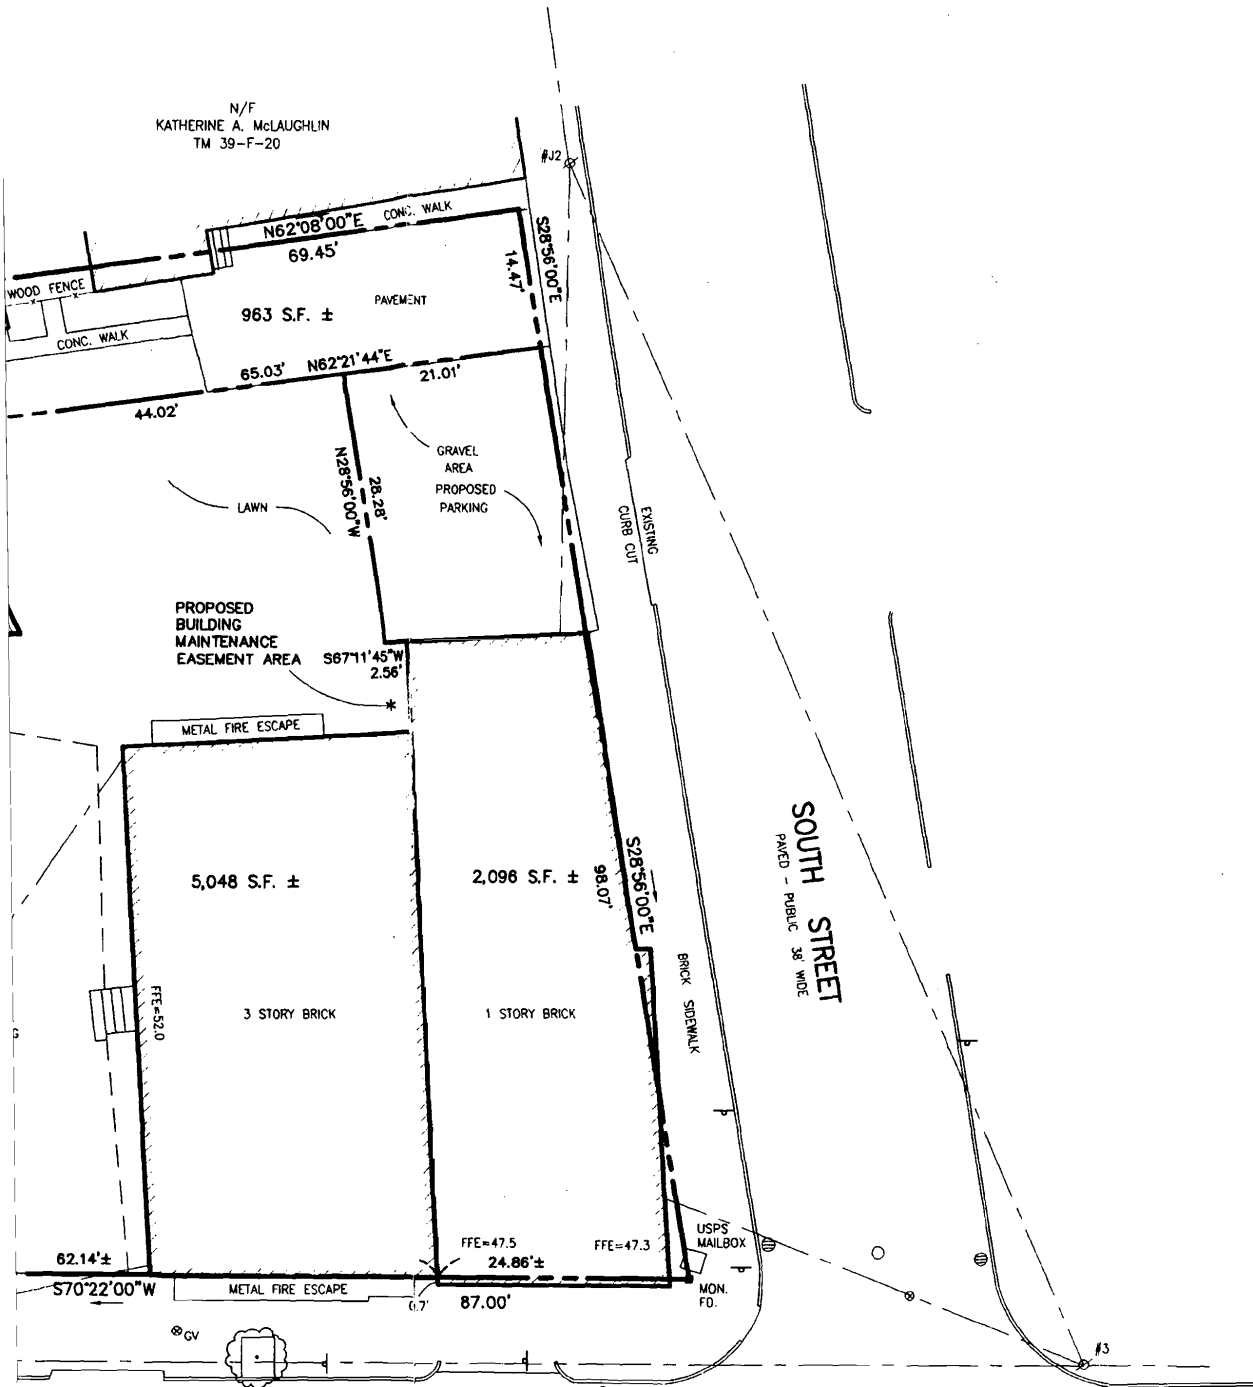 N/F
KATHERINE A. McLAUGHLIN
TM 39-F-20
#J2
N62°08'00"E
CONC. WALK
69.45'
S28°56'00"E
14.47'
WOOD FENCE
PAVEMENT
963 S.F. ±
CONC. WALK
65.03'
N62°21'44"E
21.01'
44.02'
GRAVEL
AREA
PROPOSED
PARKING
N28°56'00"W
28.28'
LAWN
EXISTING
CURB CUT
PROPOSED
BUILDING
MAINTENANCE
EASEMENT AREA
S67°11'45"W
2.56'
*
METAL FIRE ESCAPE
SOUTH STREET
PAVED - PUBLIC 38' WIDE
5,048 S.F. ±
2,096 S.F. ±
S28°56'00"E
98.07'
BRICK SIDEWALK
FFE=52.0
3 STORY BRICK
1 STORY BRICK
G
USPS
MAILBOX
FFE=47.5
FFE=47.3
62.14'±
24.86'±
S70°22'00"W
METAL FIRE ESCAPE
0.7'
87.00'
MON.
FD.
GV
#3